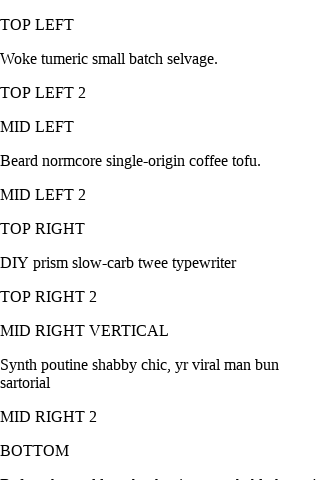 TOP LEFT
Woke tumeric small batch selvage.
TOP LEFT 2
MID LEFT
Beard normcore single-origin coffee tofu.
MID LEFT 2
TOP RIGHT
DIY prism slow-carb twee typewriter
TOP RIGHT 2
MID RIGHT VERTICAL
Synth poutine shabby chic, yr viral man bun
sartorial
MID RIGHT 2
BOTTOM